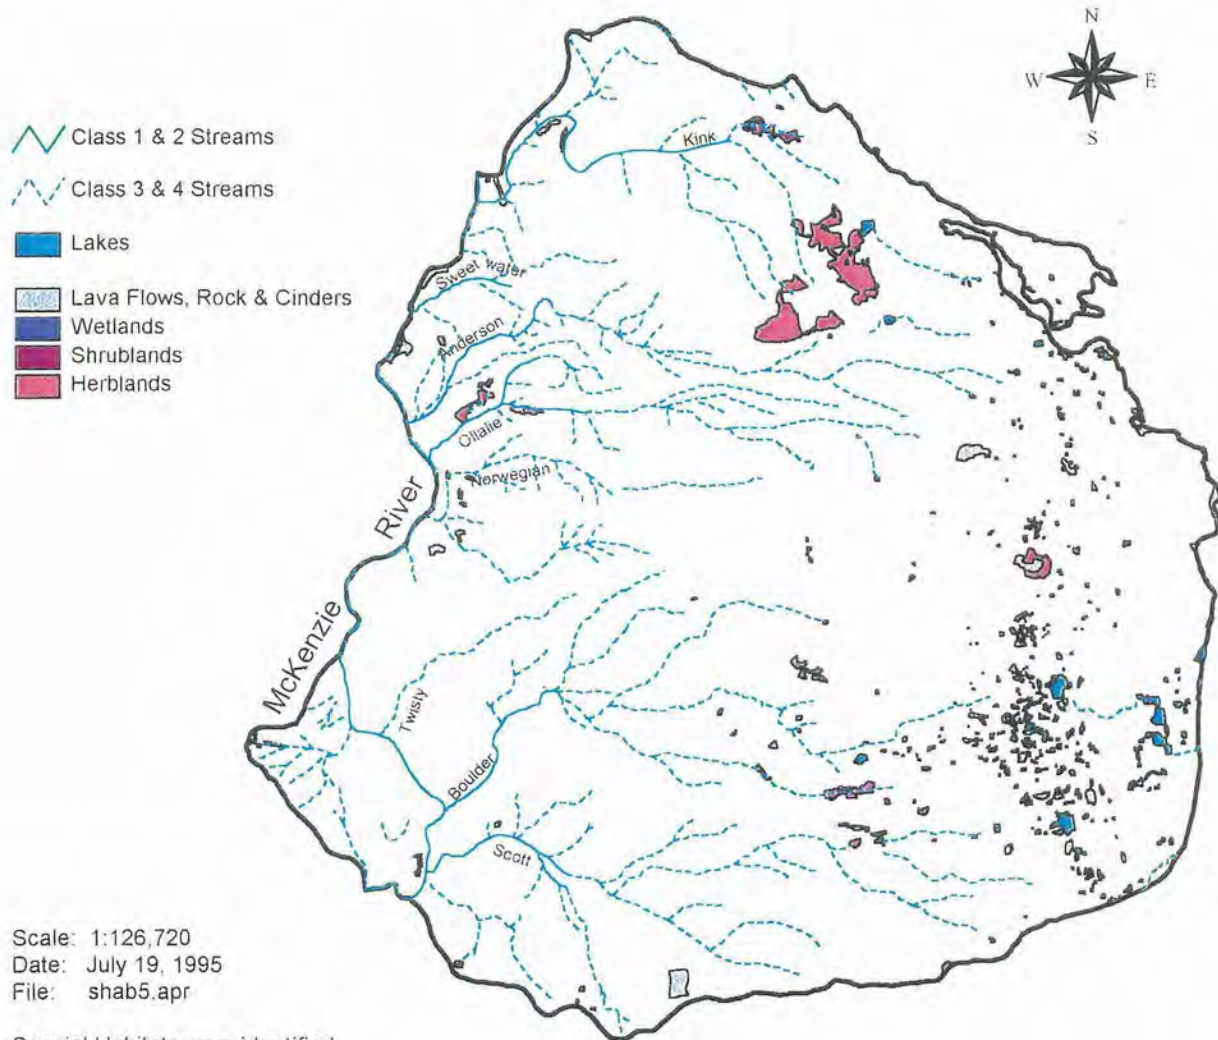 N
W E
S
Class 1 & 2 Streams
Class 3 & 4 Streams
Lakes
Lava Flows, Rock & Cinders
Wetlands
Shrublands
Herblands
Kink
Sweet water
Anderson
Ollalie
Norwegian
McKenzie River
Twisty
Boulder
Scott
Scale: 1:126,720
Date: July 19, 1995
File: shab5.apr